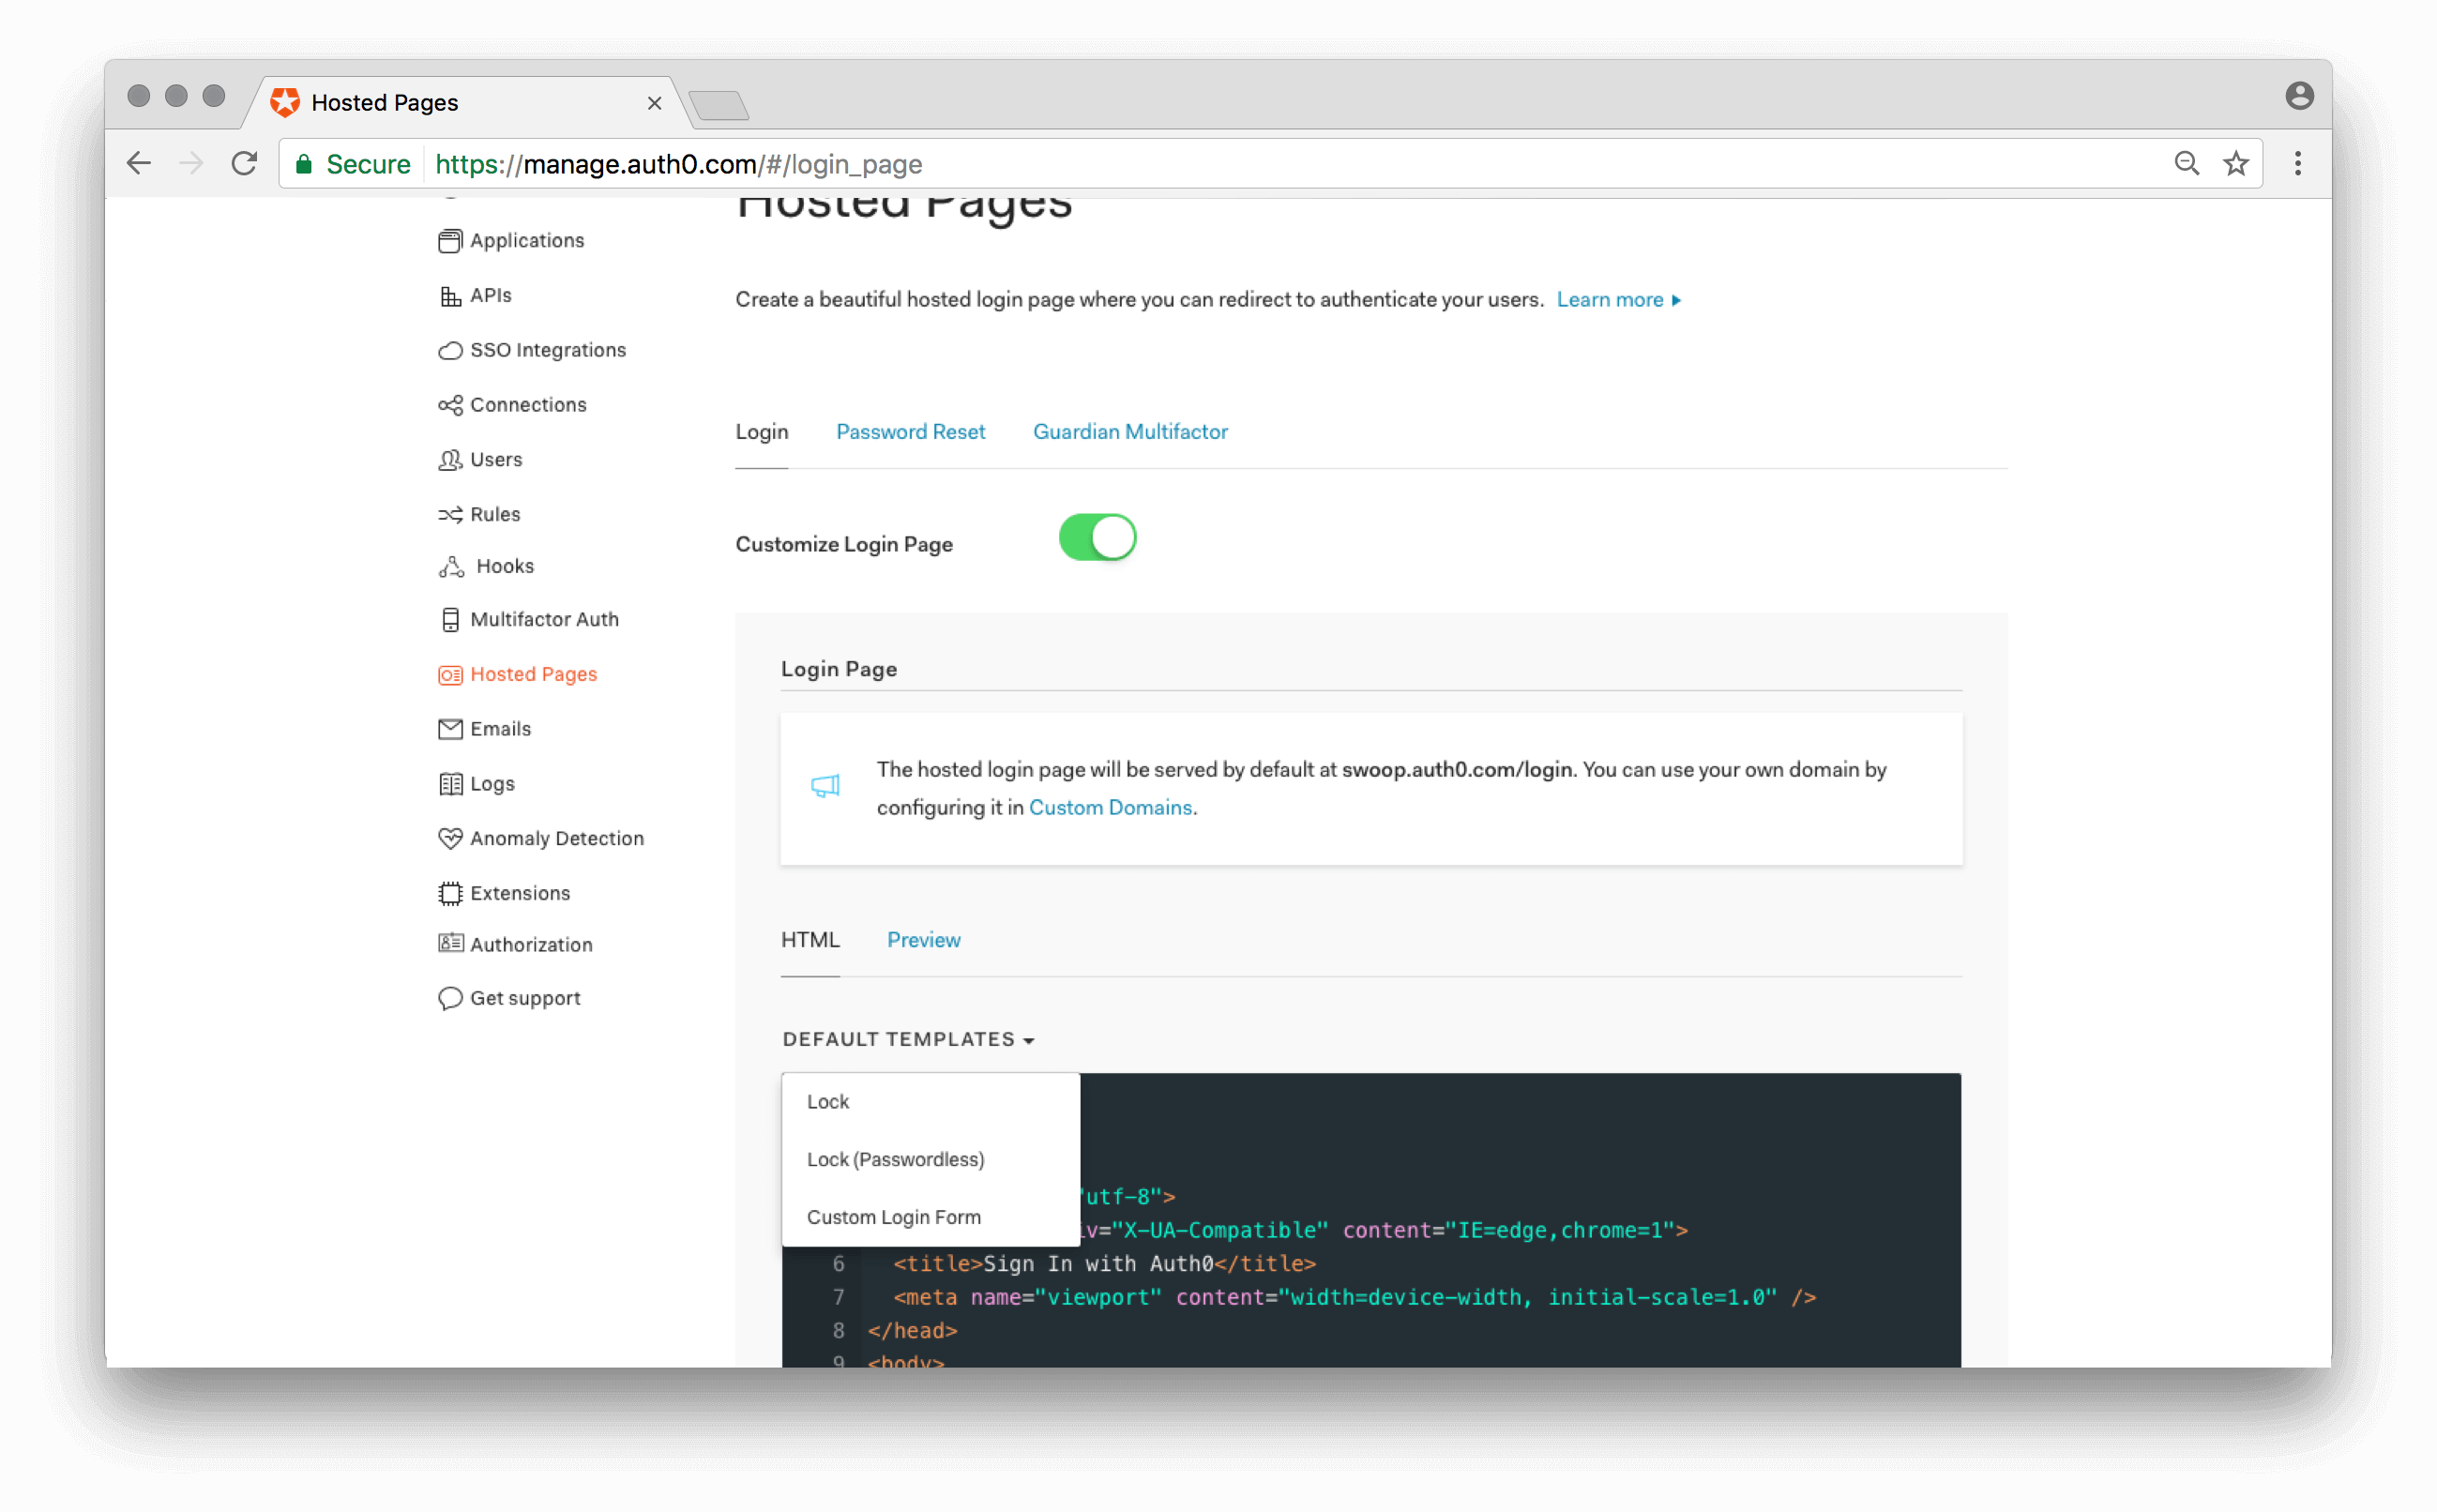 Hosted Pages
Secure https://manage.auth0.com/#/login_page
Hosted Pages
Applications
APIs
SSO Integrations
Connections
Users
Rules
Hooks
Multifactor Auth
Hosted Pages
Emails
Logs
Anomaly Detection
Extensions
Authorization
Get support
Create a beautiful hosted login page where you can redirect to authenticate your users. Learn more
Login Password Reset Guardian Multifactor
Customize Login Page
Login Page
The hosted login page will be served by default at swoop.auth0.com/login. You can use your own domain by
configuring it in Custom Domains.
HTML Preview
DEFAULT TEMPLATES
Lock
Lock (Passwordless)
Custom Login Form
"utf-8">
iv="X-UA-Compatible" content="IE=edge,chrome=1">
6 <title>Sign In with Auth0</title>
7 <meta name="viewport" content="width=device-width, initial-scale=1.0" />
8 </head>
9 <body>